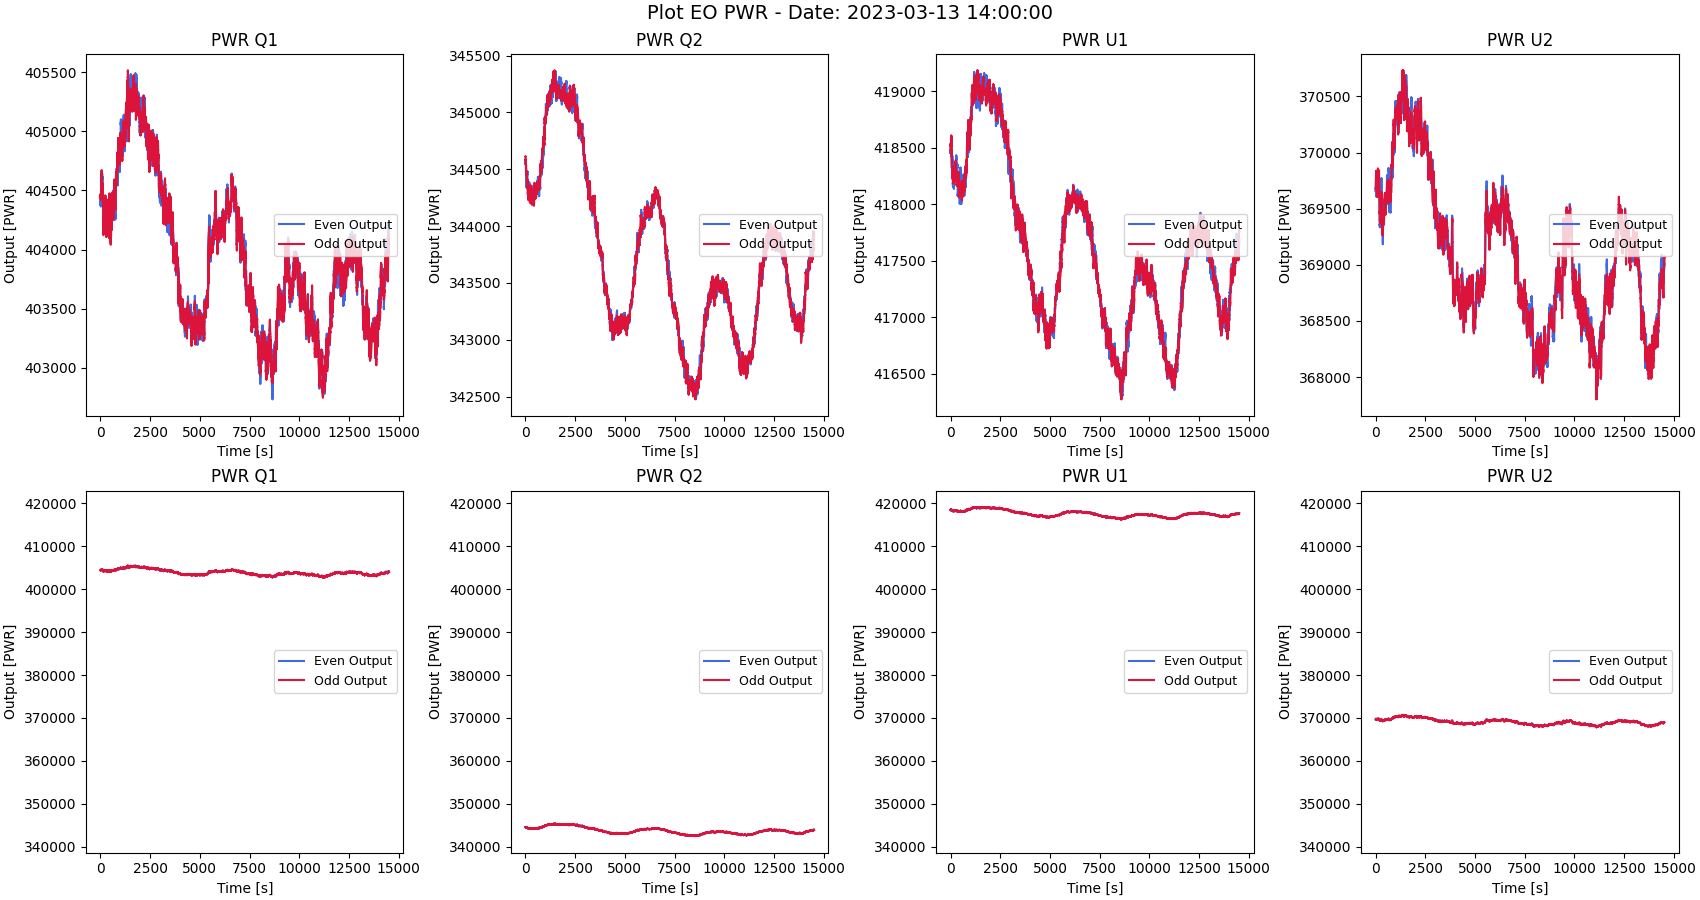 Plot EO PWR - Date: 2023-03-13 14:00:00
PWR Q1
Output [PWR]
405500
405000
404500
404000
403500
403000
Even Output
Odd Output
0 2500 5000 7500 10000 12500 15000
Time [s]
PWR Q2
Output [PWR]
345500
345000
344500
344000
343500
343000
342500
Even Output
Odd Output
0 2500 5000 7500 10000 12500 15000
Time [s]
PWR U1
Output [PWR]
419000
418500
418000
417500
417000
416500
Even Output
Odd Output
0 2500 5000 7500 10000 12500 15000
Time [s]
PWR U2
Output [PWR]
370500
370000
369500
369000
368500
368000
Even Output
Odd Output
0 2500 5000 7500 10000 12500 15000
Time [s]
PWR Q1
Output [PWR]
420000
410000
400000
390000
380000
370000
360000
350000
340000
Even Output
Odd Output
0 2500 5000 7500 10000 12500 15000
Time [s]
PWR Q2
Output [PWR]
420000
410000
400000
390000
380000
370000
360000
350000
340000
Even Output
Odd Output
0 2500 5000 7500 10000 12500 15000
Time [s]
PWR U1
Output [PWR]
420000
410000
400000
390000
380000
370000
360000
350000
340000
Even Output
Odd Output
0 2500 5000 7500 10000 12500 15000
Time [s]
PWR U2
Output [PWR]
420000
410000
400000
390000
380000
370000
360000
350000
340000
Even Output
Odd Output
0 2500 5000 7500 10000 12500 15000
Time [s]